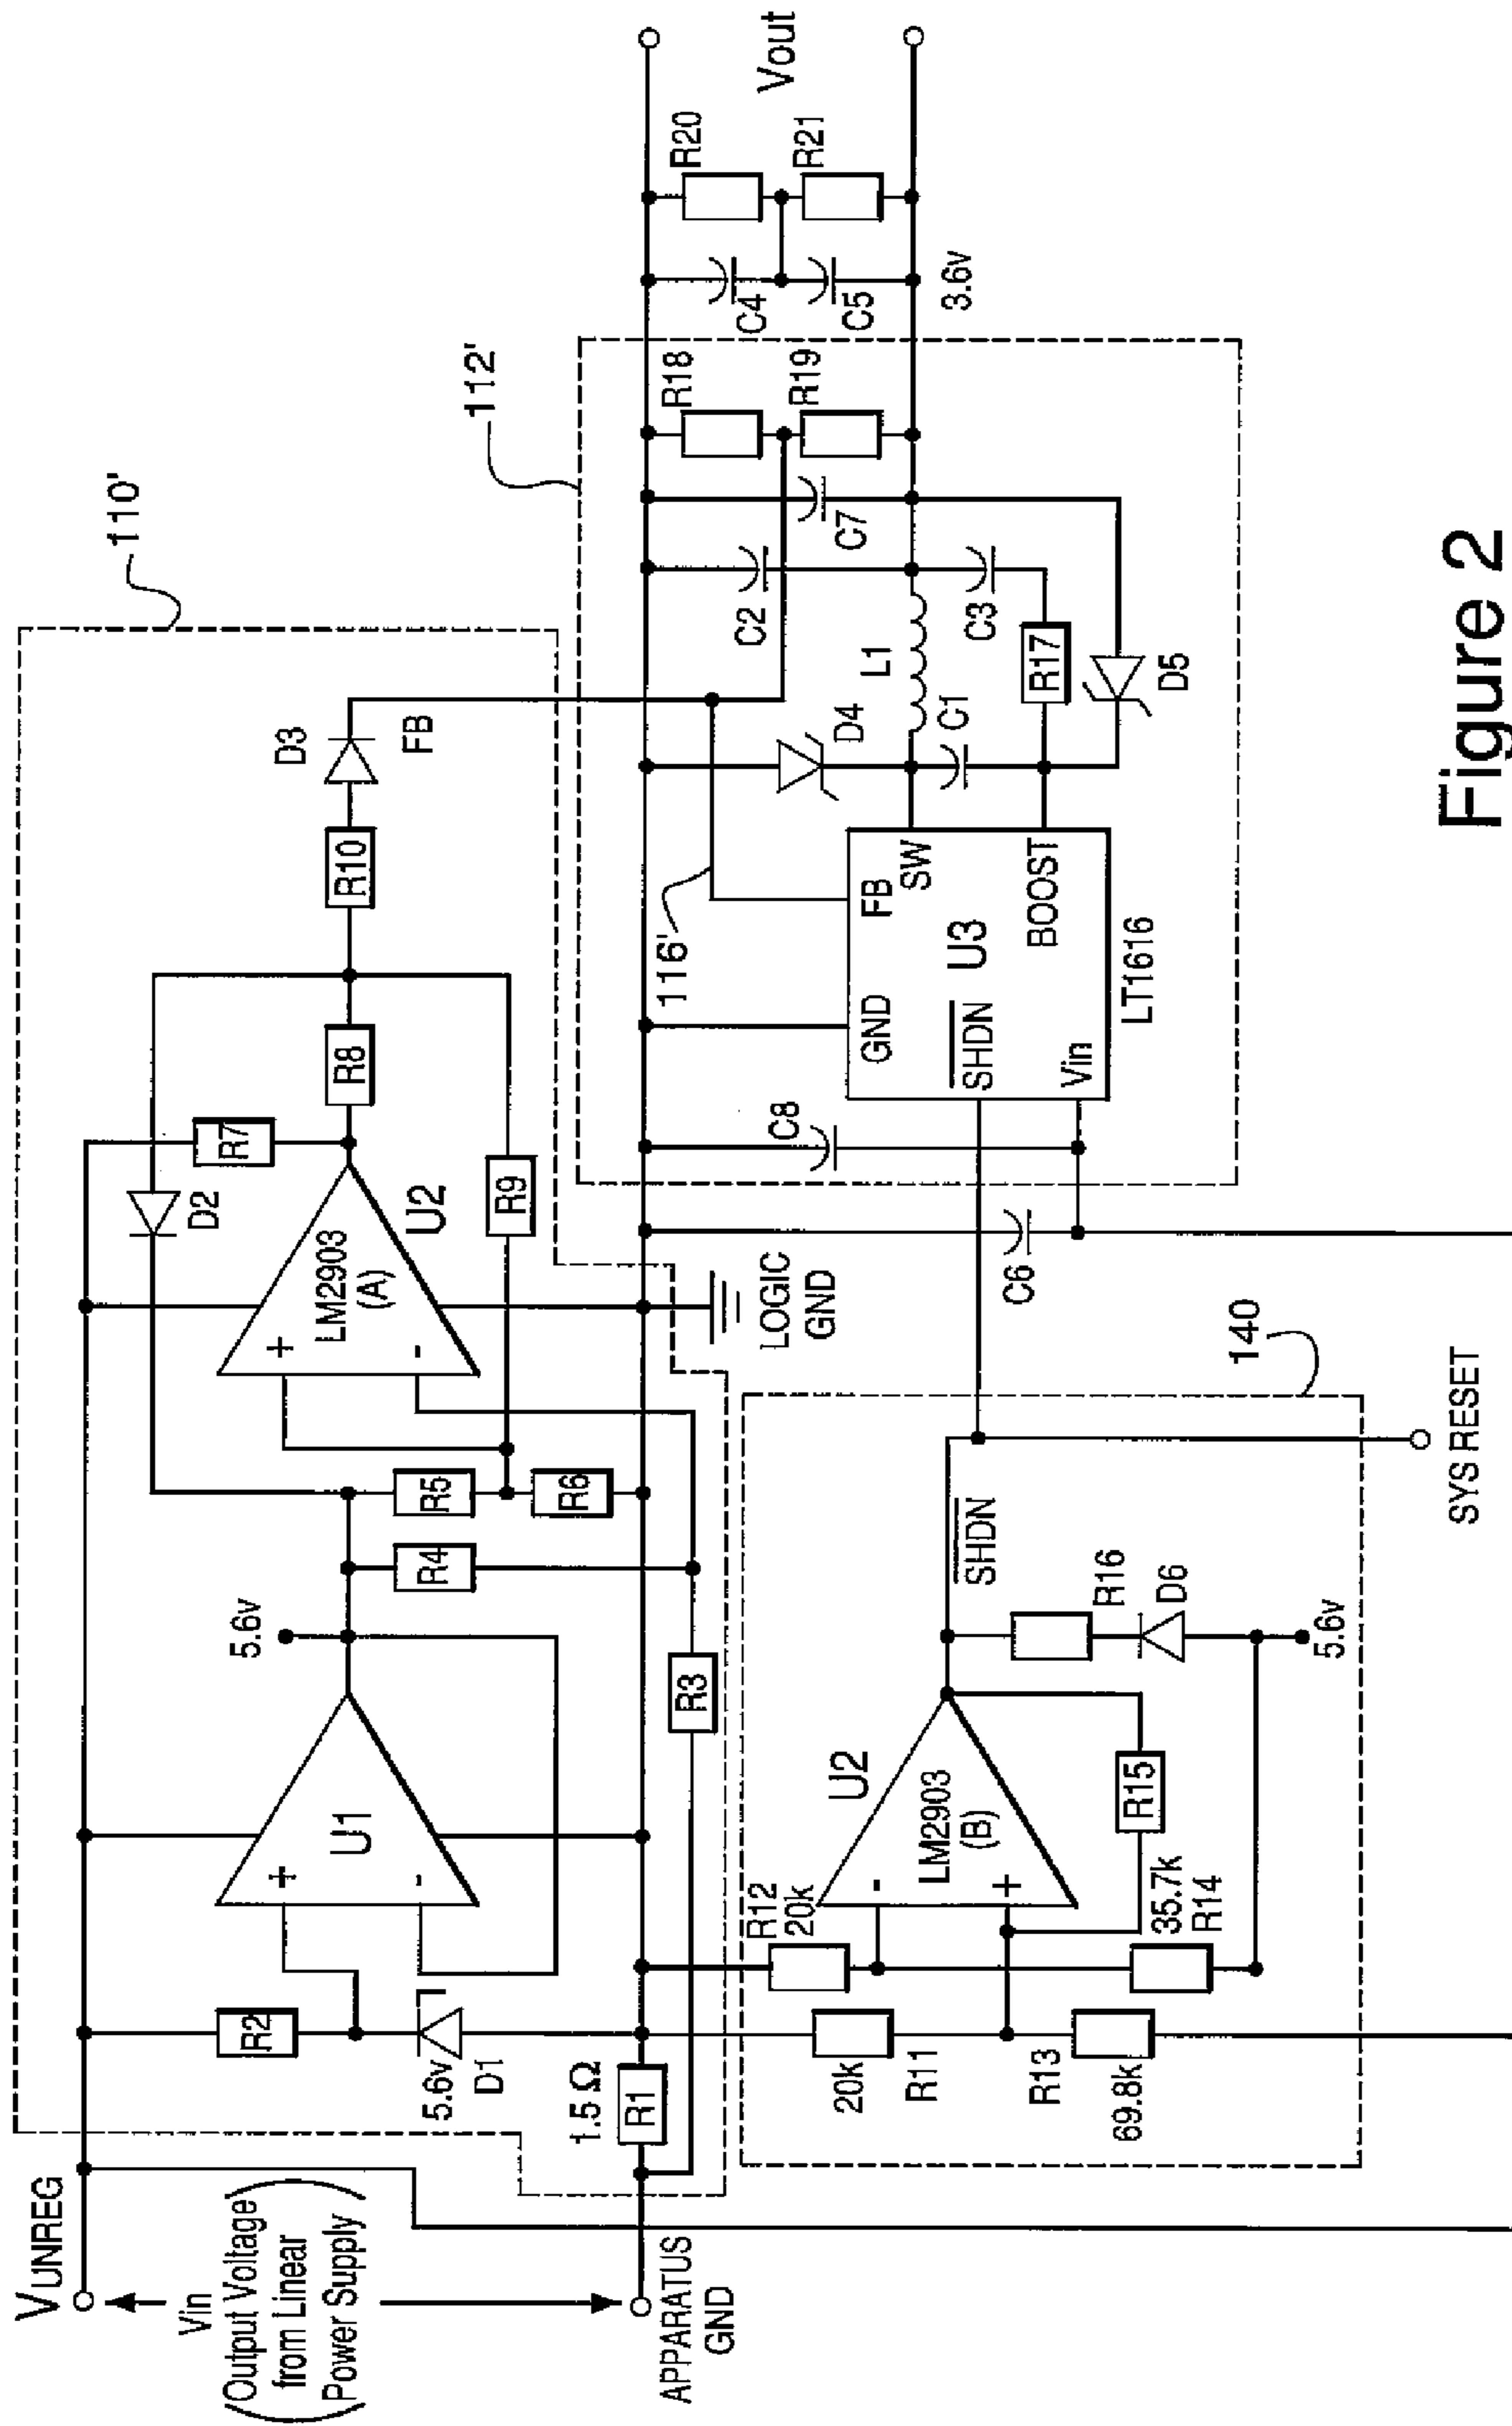 110'
112'
VUNREG
Vin
(Output Voltage
from Linear
Power Supply)
APPARATUS
GND
R2
5.6v
D1
1.5 Ω
R1
+
-
U1
5.6v
R3
R4
R5
R6
+
-
LM2903
(A)
U2
D2
R7
R8
R9
R10
D3
FB
LOGIC
GND
116'
C8
C6
GND
FB
SHDN
U3
SW
Vin
BOOST
LT1616
D4
L1
C1
C2
C7
C3
R17
D5
R18
R19
C4
C5
R20
R21
Vout
3.6v
140
R12
20k
20k
R11
R13
69.8k
-
+
LM2903
(B)
U2
R15
35.7k
R14
SHDN
R16
D6
5.6v
SYS RESET
Figure 2